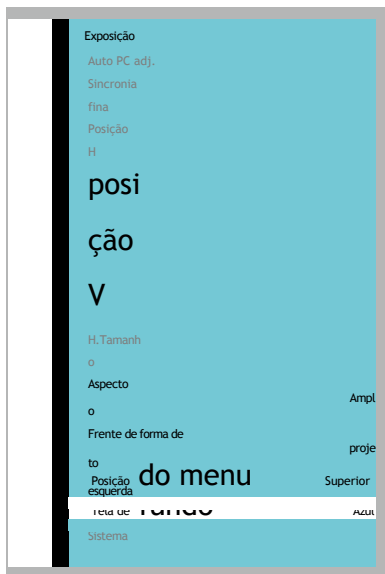 Exposição
Auto PC adj.
Sincronia
fina
Posição
H
posi
ção
V
H.Tamanh
o
Aspecto
Ampl
o
Frente de forma de
proje
to
Posição do menu Superior
esquerda
Tela de fundo Azul
Sistema